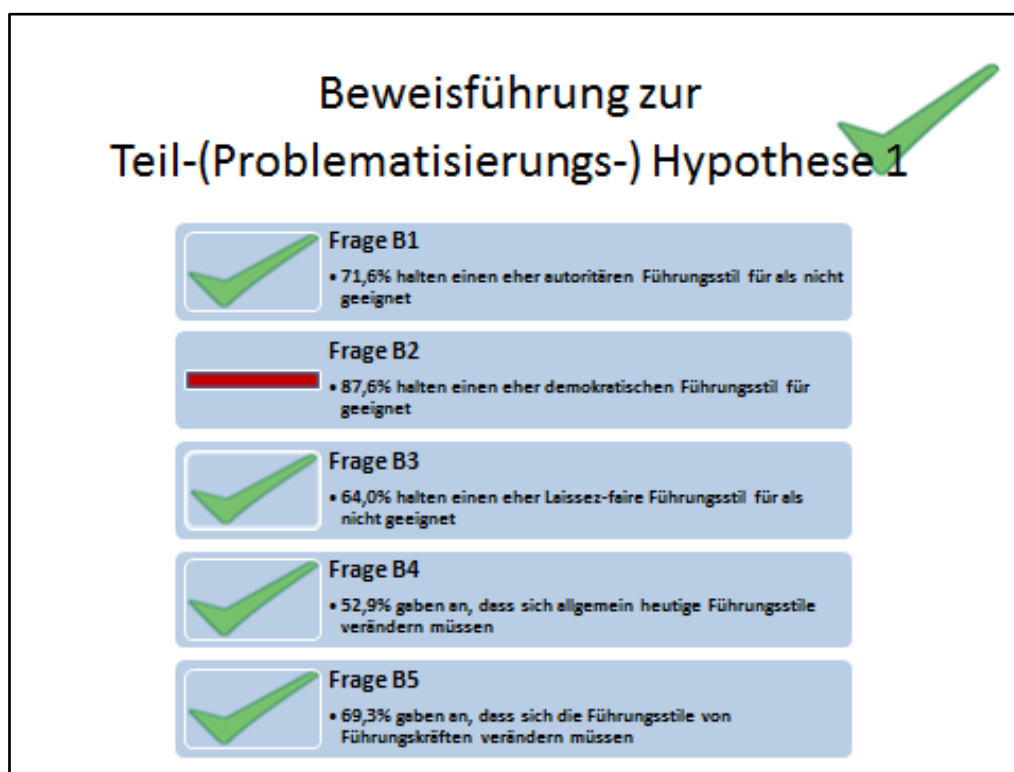 Beweisführung zur
Teil-(Problematisierungs-) Hypothese 1
Frage B1
• 71,6% halten einen eher autoritären Führungsstil für als nicht
geeignet
Frage B2
• 87,6% halten einen eher demokratischen Führungsstil für
geeignet
Frage B3
• 64,0% halten einen eher Laissez-faire Führungsstil für als
nicht geeignet
Frage B4
• 52,9% gaben an, dass sich allgemein heutige Führungsstile
verändern müssen
Frage B5
• 69,3% gaben an, dass sich die Führungsstile von
Führungskräften verändern müssen